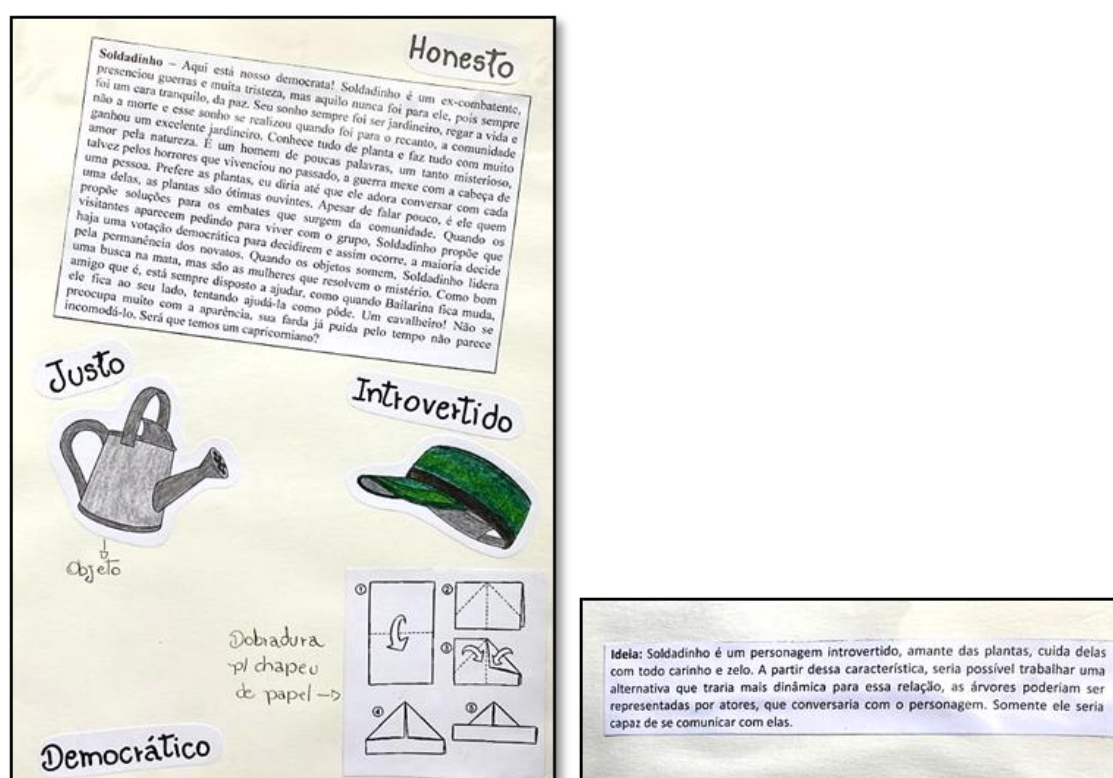 Honesto
Soldadinho – Aqui está nosso democrata! Soldadinho é um ex-combatente,
presenciou guerras e muita tristeza, mas aquilo nunca foi para ele, pois sempre
foi um cara tranquilo, da paz. Seu sonho sempre foi ser jardineiro, regar a vida e
não a morte e esse sonho se realizou quando foi para o recanto, a comunidade
ganhou um excelente jardineiro. Conhece tudo de planta e faz tudo com muito
amor pela natureza. É um homem de poucas palavras, um tanto misterioso,
talvez pelos horrores que vivenciou no passado, a guerra mexe com a cabeça de
uma pessoa. Prefere as plantas, eu diria até que ele adora conversar com cada
uma delas, as plantas são ótimas ouvintes. Apesar de falar pouco, é ele quem
propõe soluções para os embates que surgem da comunidade. Quando os
visitantes aparecem pedindo para viver com o grupo, Soldadinho propõe que
haja uma votação democrática para decidirem e assim ocorre, a maioria decide
pela permanência dos novatos. Quando os objetos somem, Soldadinho lidera
uma busca na mata, mas são as mulheres que resolvem o mistério. Como bom
amigo que é, está sempre disposto a ajudar, como quando Bailarina fica muda,
ele fica ao seu lado, tentando ajudá-la como pôde. Um cavalheiro! Não se
preocupa muito com a aparência, sua farda já puída pelo tempo não parece
incomodá-lo. Será que temos um capricorniano?
Justo
Introvertido
Objeto
Dobradura
p/ chapeu
de papel →
1
2
3
4
5
Democrático
Ideia: Soldadinho é um personagem introvertido, amante das plantas, cuida delas
com todo carinho e zelo. A partir dessa característica, seria possível trabalhar uma
alternativa que traria mais dinâmica para essa relação, as árvores poderiam ser
representadas por atores, que conversaria com o personagem. Somente ele seria
capaz de se comunicar com elas.